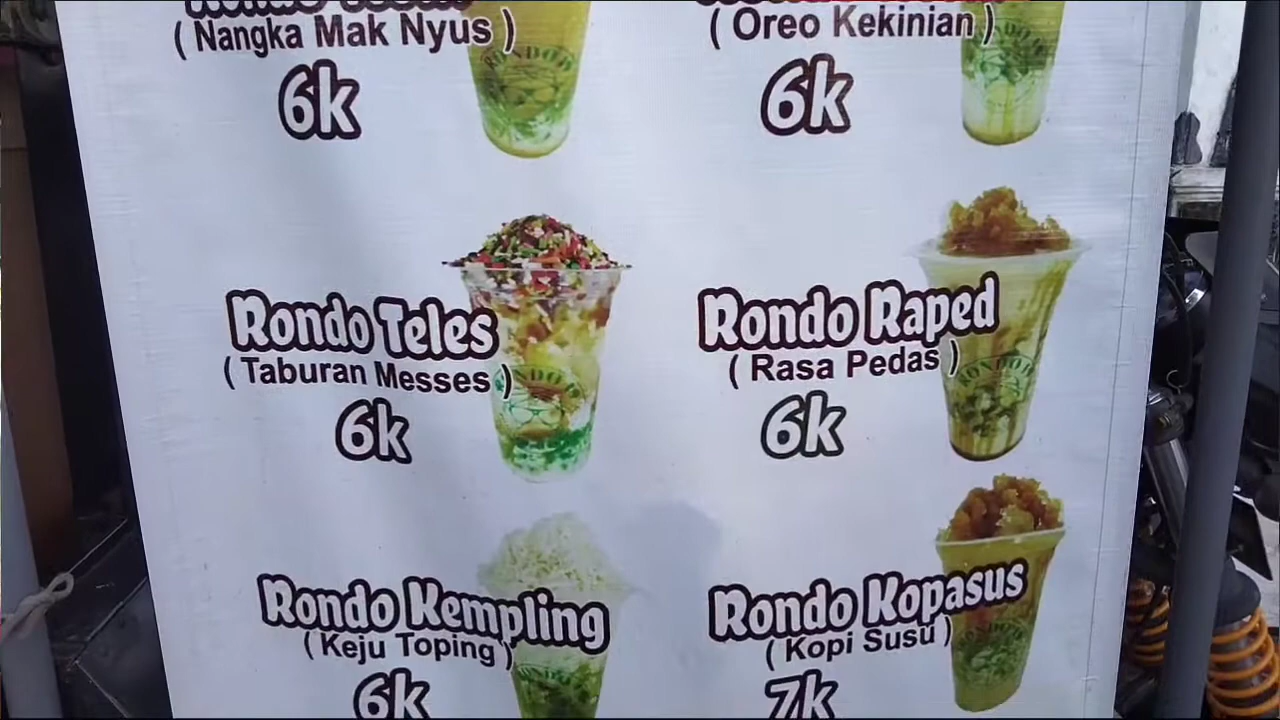 ( Nangka Mak Nyus )
6k
( Oreo Kekinian )
6k
Rondo Teles
( Taburan Messes )
6k
Rondo Raped
( Rasa Pedas )
6k
Rondo Kempling
( Keju Toping )
6k
Rondo Kopasus
( Kopi Susu )
7k